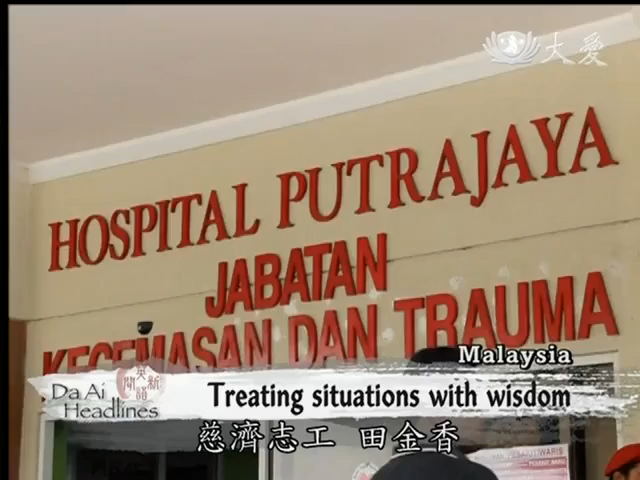 大愛
HOSPITAL PUTRAJAYA
JABATAN
KECEMASAN DAN TRAUMA
Malaysia
Da Ai
Headlines
英語新聞
Treating situations with wisdom
慈濟志工 田金香